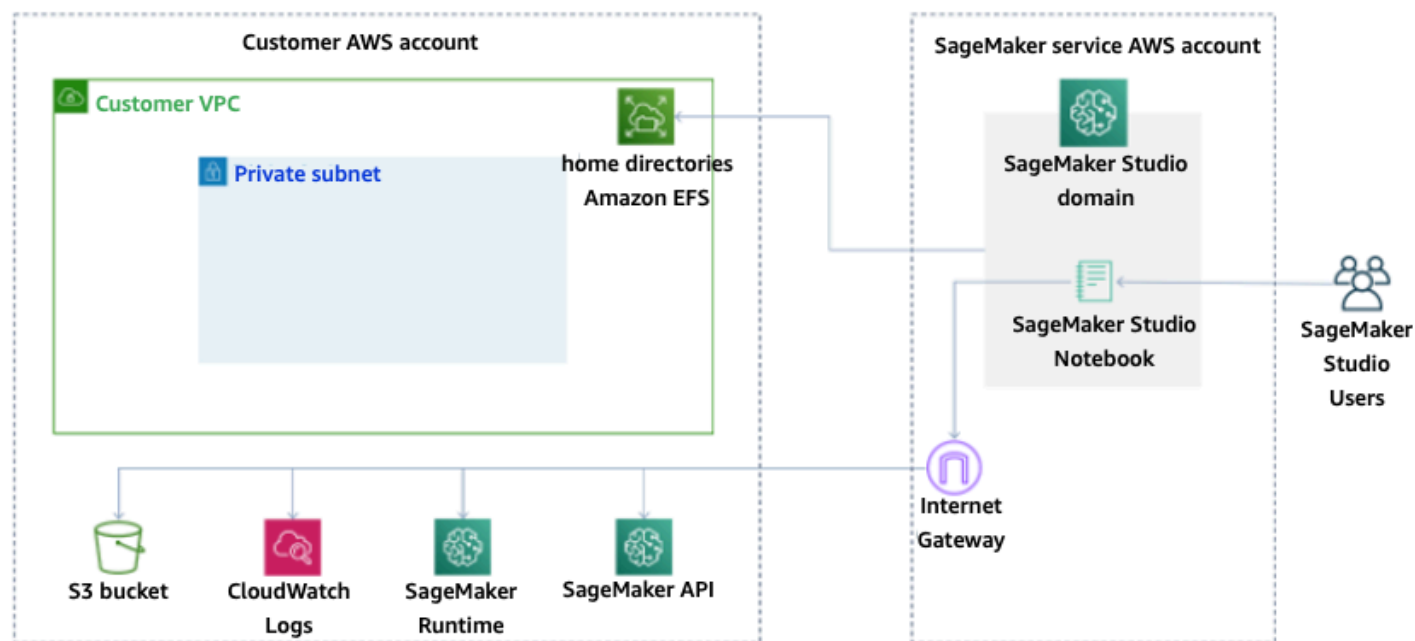 Customer AWS account
Customer VPC
Private subnet
home directories
Amazon EFS
SageMaker service AWS account
SageMaker Studio
domain
SageMaker Studio
Notebook
SageMaker
Studio
Users
Internet
Gateway
S3 bucket
CloudWatch
Logs
SageMaker
Runtime
SageMaker API